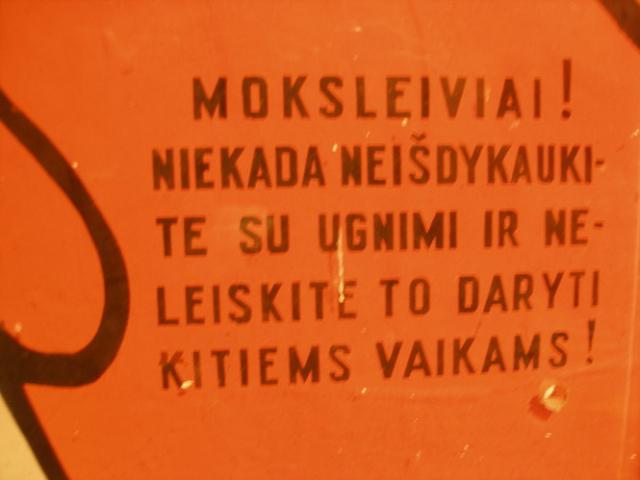 MOKSLEIVIAI!
NIEKADA NEIŠDYKAUKI-
TE SU UGNIMI IR NE-
LEISKITE TO DARYTI
KITIEMS VAIKAMS!